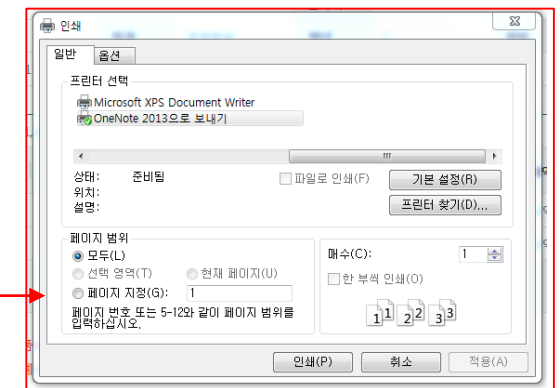 인쇄
일반 옵션
프린터 선택
Microsoft XPS Document Writer
OneNote 2013으로 보내기
상태: 준비됨 파일로 인쇄(F) 기본 설정(R)
위치:
설명: 프린터 찾기(D)...
페이지 범위
모두(L)
선택 영역(T) 현재 페이지(U)
페이지 지정(G): 1
페이지 번호 또는 5-12와 같이 페이지 범위를
입력하십시오.
매수(C): 1
한 부씩 인쇄(O)
1 1 2 2 3 3
인쇄(P) 취소 적용(A)